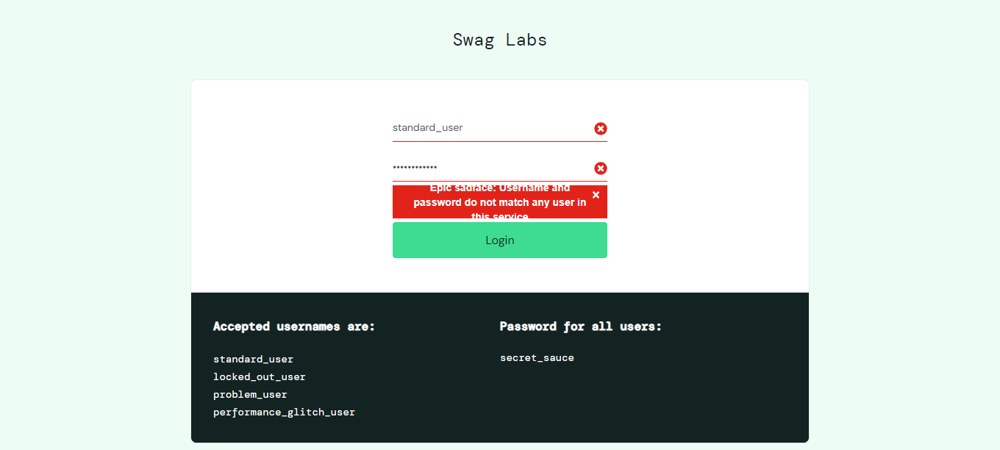 Swag Labs
standard_user
••••••••••••
Epic sadface: Username and
password do not match any user in
this service
Login
Accepted usernames are:
standard_user
locked_out_user
problem_user
performance_glitch_user
Password for all users:
secret_sauce